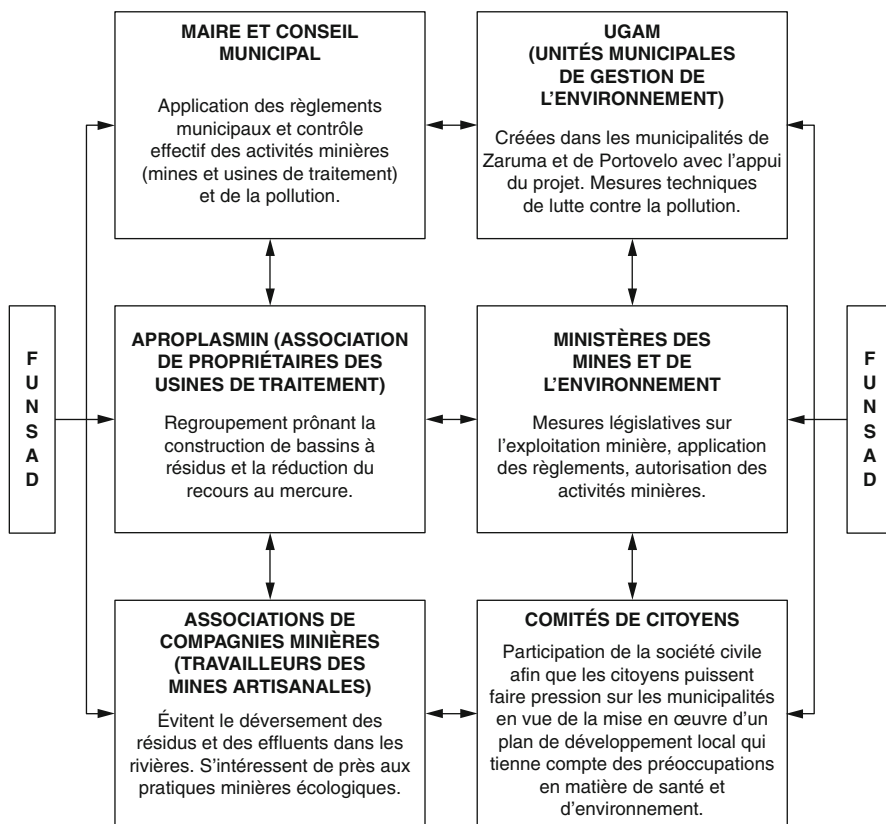 MAIRE ET CONSEIL
MUNICIPAL
Application des règlements
municipaux et contrôle
effectif des activités minières
(mines et usines de traitement)
et de la pollution.
UGAM
(UNITÉS MUNICIPALES
DE GESTION DE
L'ENVIRONNEMENT)
Créées dans les municipalités de
Zaruma et de Portovelo avec l'appui
du projet. Mesures techniques
de lutte contre la pollution.
F
U
N
S
A
D
APROPLASMIN (ASSOCIATION
DE PROPRIÉTAIRES DES
USINES DE TRAITEMENT)
Regroupement prônant la
construction de bassins à
résidus et la réduction du
recours au mercure.
MINISTÈRES DES
MINES ET DE
L'ENVIRONNEMENT
Mesures législatives sur
l'exploitation minière, application
des règlements, autorisation des
activités minières.
F
U
N
S
A
D
ASSOCIATIONS DE
COMPAGNIES MINIÈRES
(TRAVAILLEURS DES
MINES ARTISANALES)
Évitent le déversement des
résidus et des effluents dans les
rivières. S'intéressent de près aux
pratiques minières écologiques.
COMITÉS DE CITOYENS
Participation de la société civile
afin que les citoyens puissent
faire pression sur les municipalités
en vue de la mise en œuvre d'un
plan de développement local qui
tienne compte des préoccupations
en matière de santé et
d'environnement.